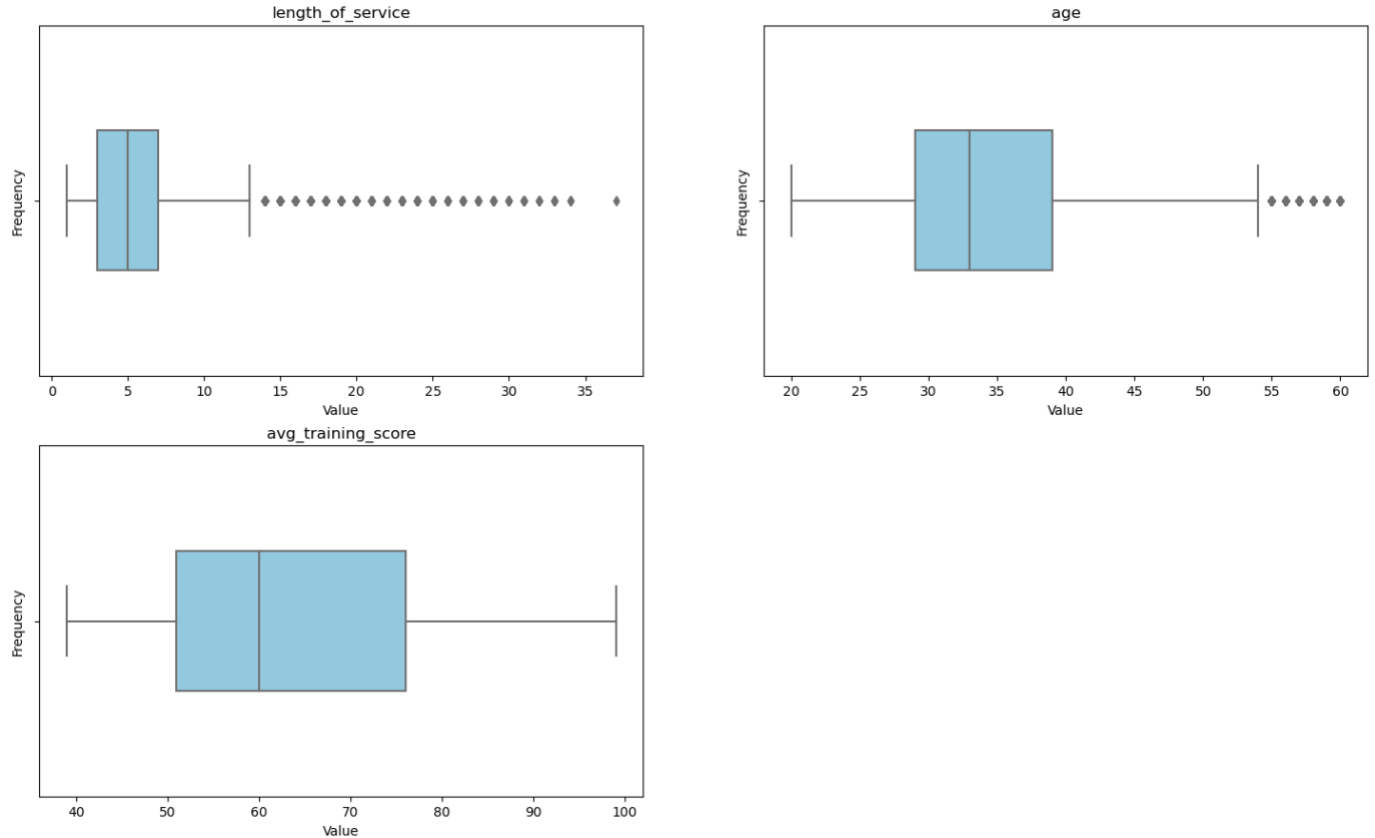 length_of_service
Frequency
0 5 10 15 20 25 30 35
Value
age
Frequency
20 25 30 35 40 45 50 55 60
Value
avg_training_score
Frequency
40 50 60 70 80 90 100
Value